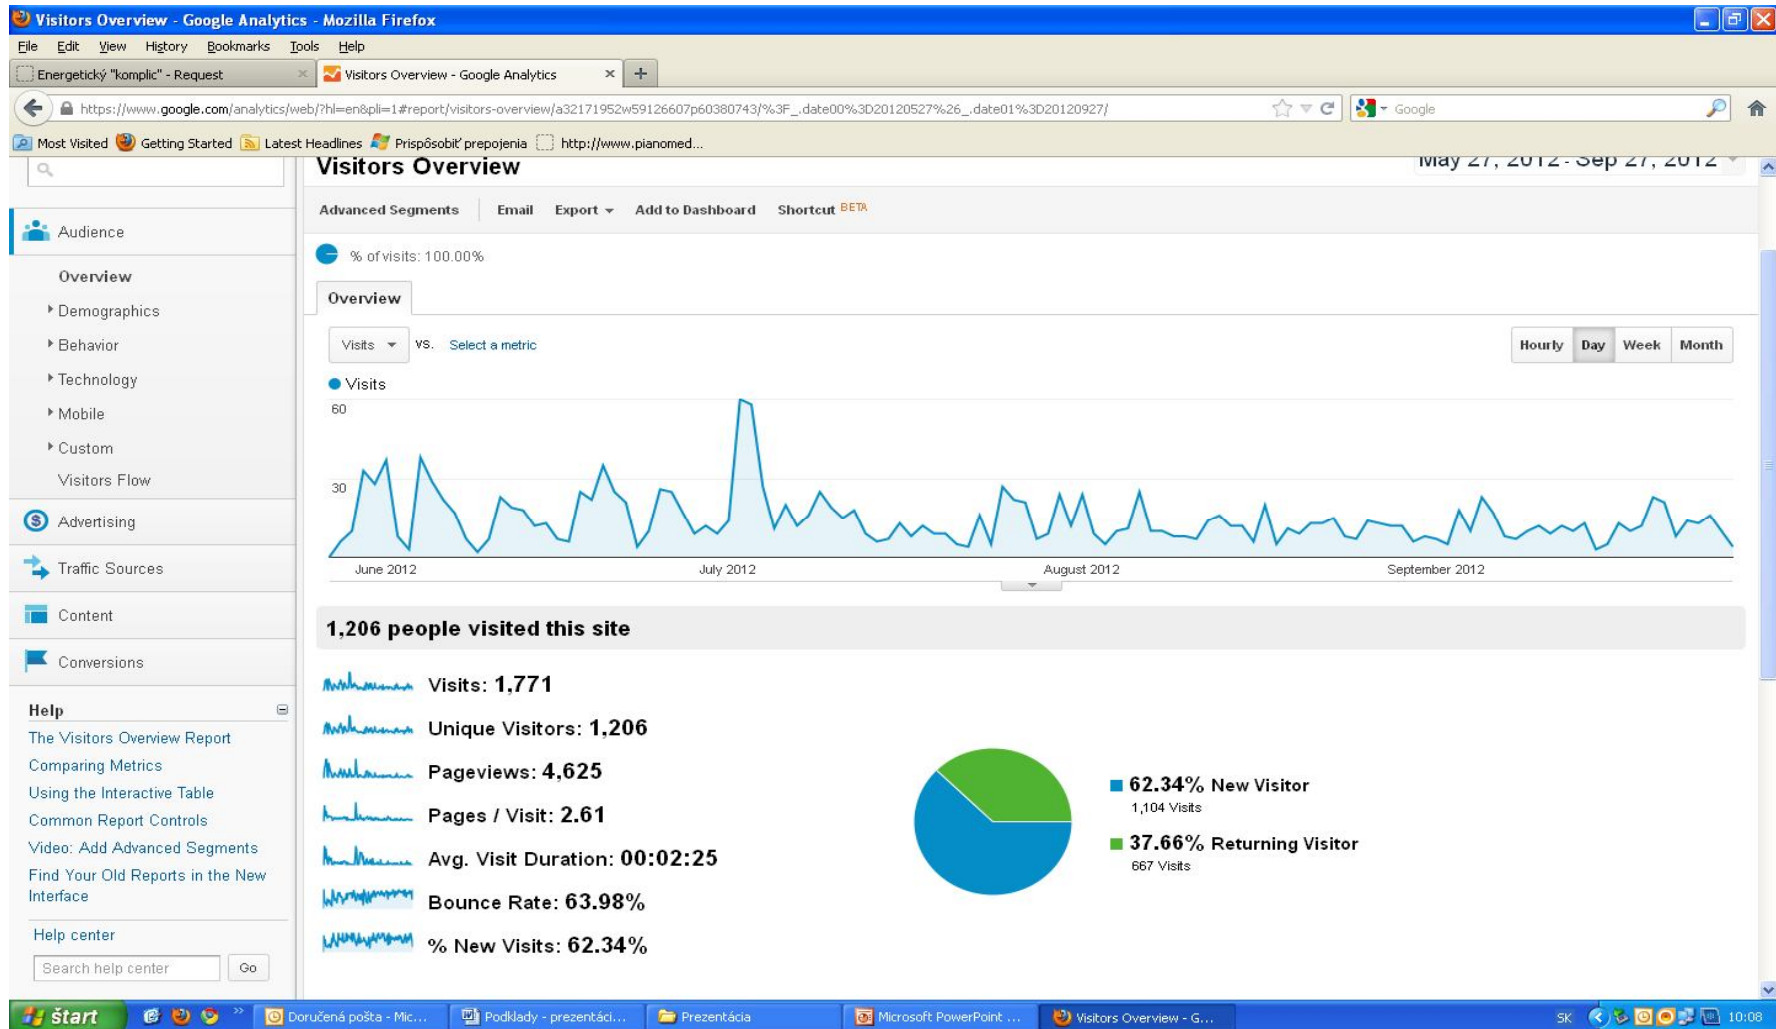 Visitors Overview - Google Analytics - Mozilla Firefox
File Edit View History Bookmarks Tools Help
Energetický "komplic" - Request
Visitors Overview - Google Analytics
https://www.google.com/analytics/web/?hl=en&pli=1#report/visitors-overview/a32171952w59126607p60380743/%3F_.date00%3D20120527%26_.date01%3D20120927/
Google
Most Visited Getting Started Latest Headlines Prispôsobiť prepojenia http://www.pianomed...
Visitors Overview
May 27, 2012 - Sep 27, 2012
Advanced Segments Email Export Add to Dashboard Shortcut BETA
Audience
Overview
Demographics
Behavior
Technology
Mobile
Custom
Visitors Flow
Advertising
Traffic Sources
Content
Conversions
Help
The Visitors Overview Report
Comparing Metrics
Using the Interactive Table
Common Report Controls
Video: Add Advanced Segments
Find Your Old Reports in the New
Interface
Help center
Search help center Go
% of visits: 100.00%
Overview
Visits VS. Select a metric
Hourly Day Week Month
Visits
60
30
June 2012 July 2012 August 2012 September 2012
1,206 people visited this site
Visits: 1,771
Unique Visitors: 1,206
Pageviews: 4,625
Pages / Visit: 2.61
Avg. Visit Duration: 00:02:25
Bounce Rate: 63.98%
% New Visits: 62.34%
62.34% New Visitor
1,104 Visits
37.66% Returning Visitor
667 Visits
štart
Doručená pošta - Mic...
Podklady - prezentáci...
Prezentácia
Microsoft PowerPoint ...
Visitors Overview - G...
SK
10:08